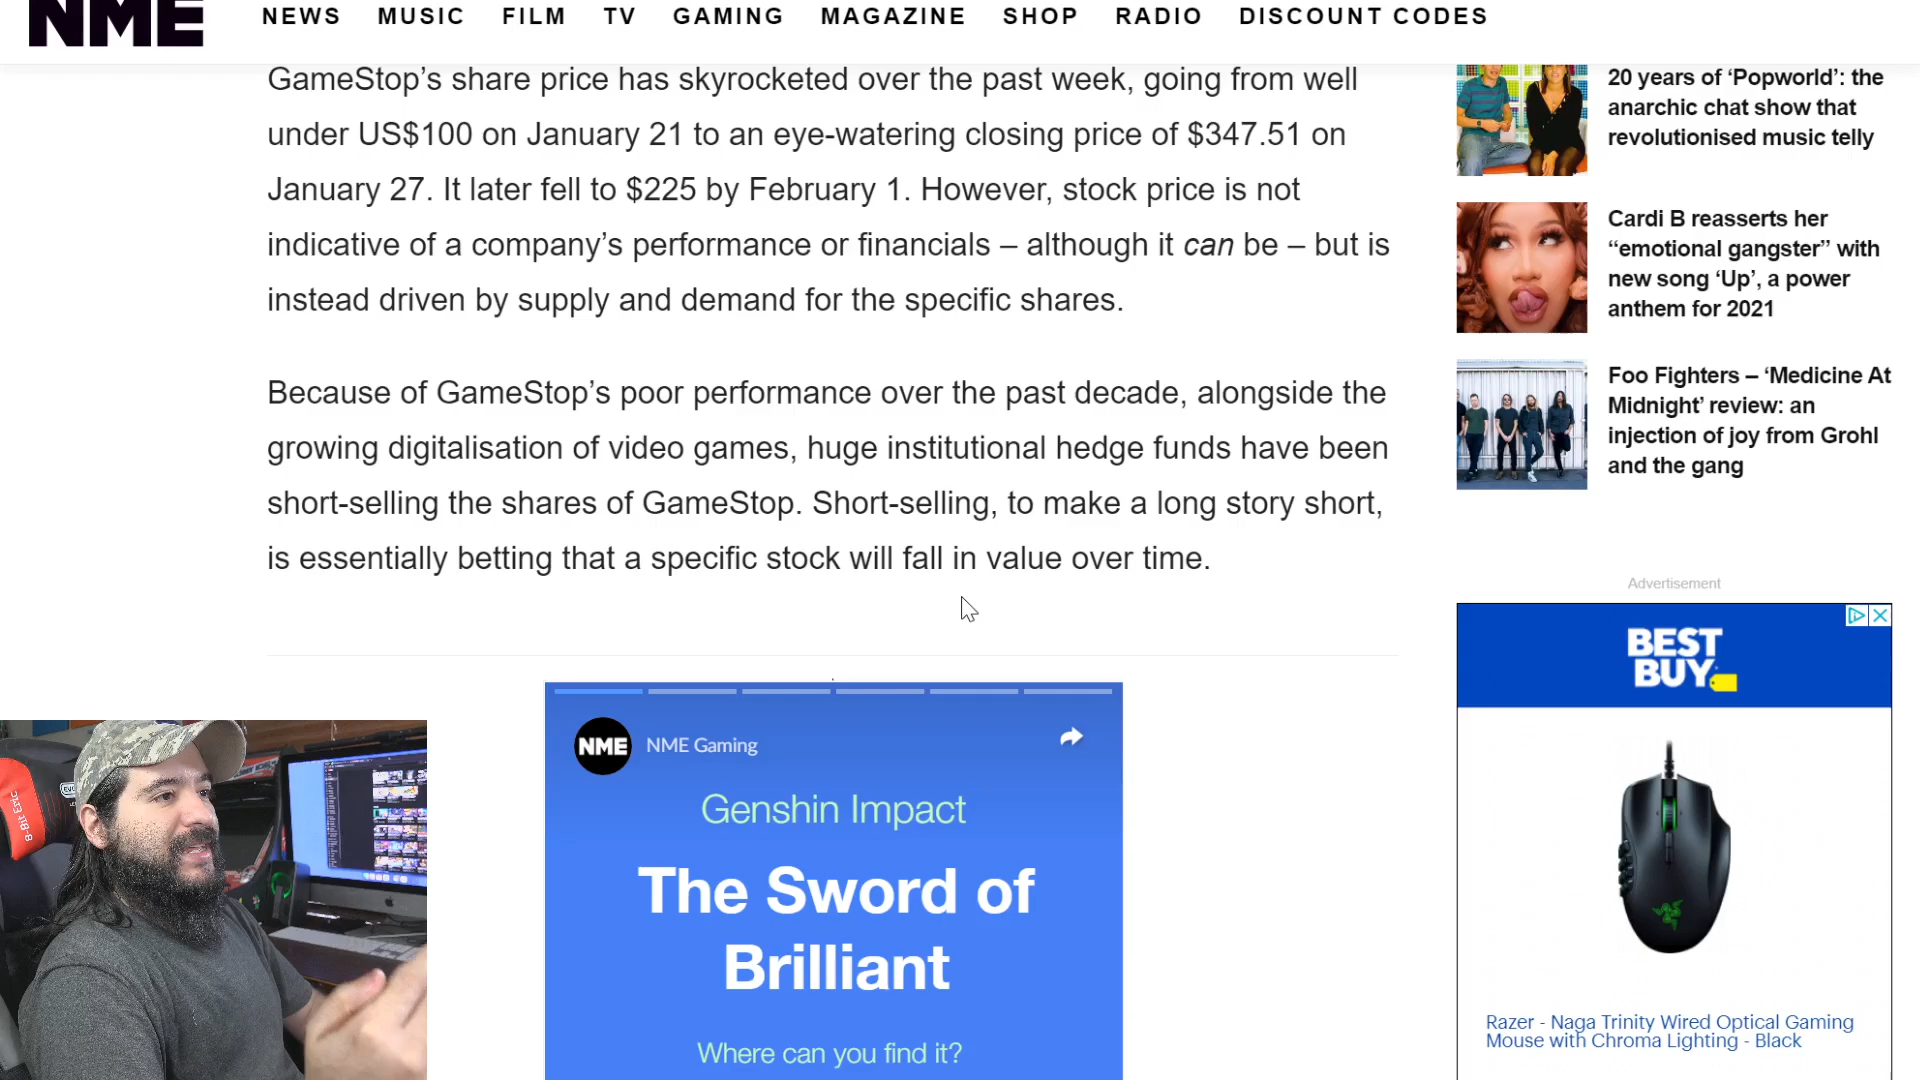 NME
NEWS MUSIC FILM TV GAMING MAGAZINE SHOP RADIO DISCOUNT CODES
GameStop’s share price has skyrocketed over the past week, going from well
under US$100 on January 21 to an eye-watering closing price of $347.51 on
January 27. It later fell to $225 by February 1. However, stock price is not
indicative of a company’s performance or financials – although it can be – but is
instead driven by supply and demand for the specific shares.
Because of GameStop’s poor performance over the past decade, alongside the
growing digitalisation of video games, huge institutional hedge funds have been
short-selling the shares of GameStop. Short-selling, to make a long story short,
is essentially betting that a specific stock will fall in value over time.
NME
NME Gaming
Genshin Impact
The Sword of
Brilliant
Where can you find it?
20 years of ‘Popworld’: the
anarchic chat show that
revolutionised music telly
Cardi B reasserts her
“emotional gangster” with
new song ‘Up’, a power
anthem for 2021
Foo Fighters – ‘Medicine At
Midnight’ review: an
injection of joy from Grohl
and the gang
Advertisement
BEST
BUY
Razer - Naga Trinity Wired Optical Gaming
Mouse with Chroma Lighting - Black
8-Bit Eric